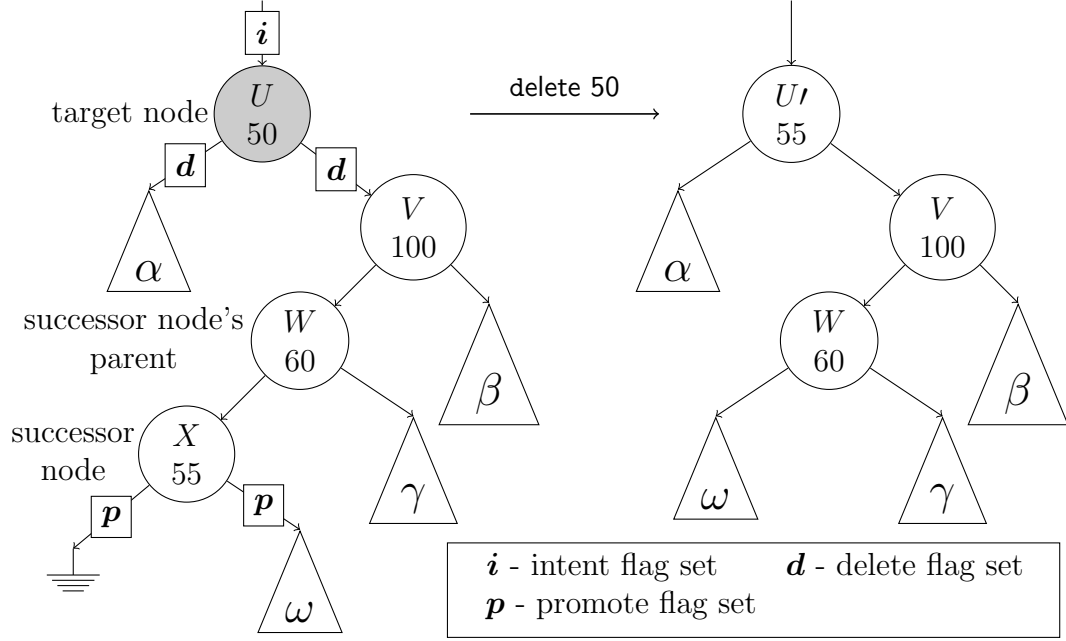 i
U
50
target node
d
d
α
V
100
successor node's
parent
W
60
β
successor
node
X
55
γ
p
p
ω
delete 50
U′
55
α
V
100
W
60
β
ω
γ
i - intent flag set d - delete flag set
p - promote flag set